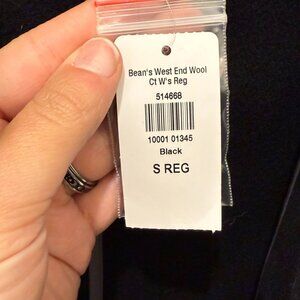 Bean's West End Wool
Ct W's Reg
514668
10001 01345
Black
S REG